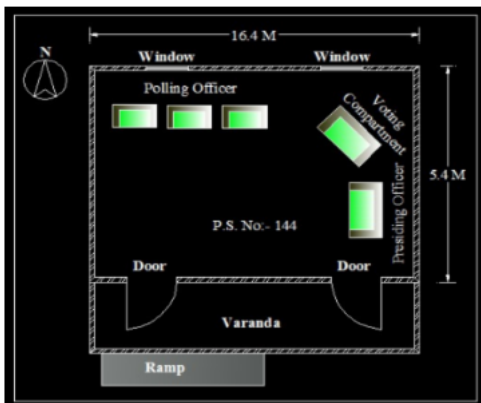 16.4 M
N
Window Window
Polling Officer
Voting
Compartment
5.4 M
Presiding Officer
P.S. No:- 144
Door Door
Varanda
Ramp